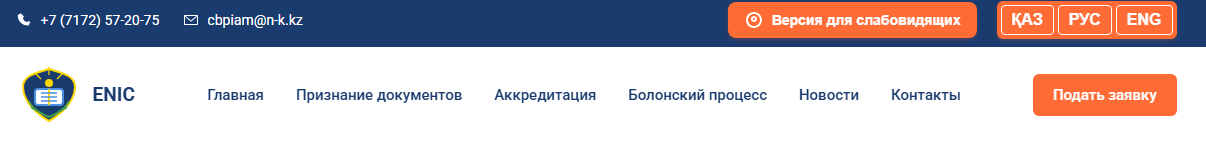 +7 (7172) 57-20-75 cbpiam@n-k.kz Версия для слабовидящих ҚАЗ РУС ENG
ENIC Главная Признание документов Аккредитация Болонский процесс Новости Контакты Подать заявку